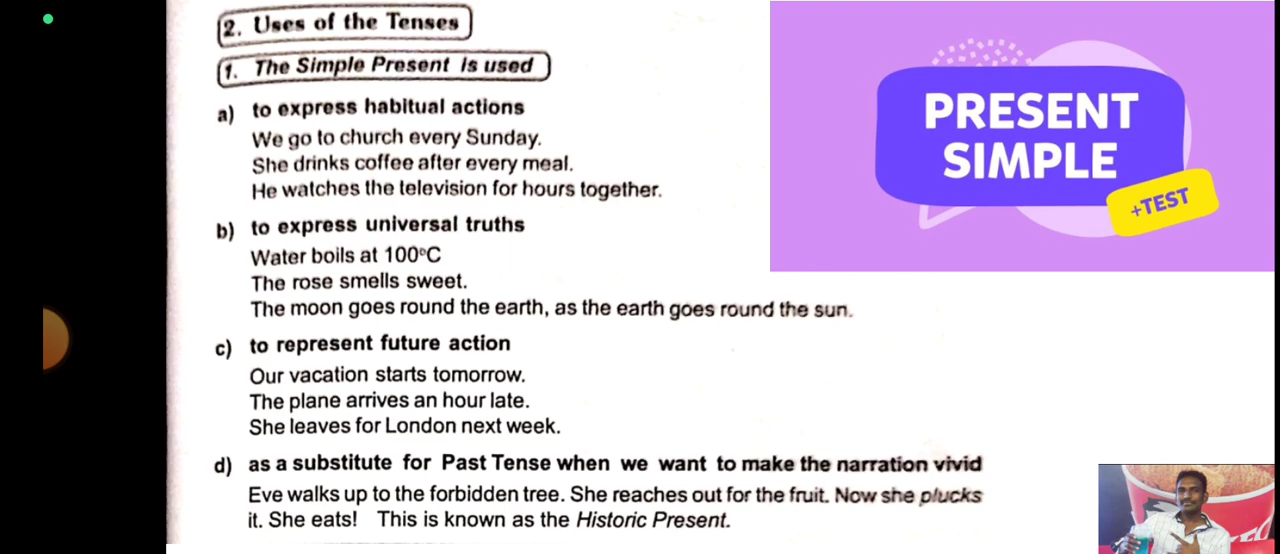 2. Uses of the Tenses
1. The Simple Present is used
a) to express habitual actions
We go to church every Sunday.
She drinks coffee after every meal.
He watches the television for hours together.
b) to express universal truths
Water boils at 100ºC
The rose smells sweet.
The moon goes round the earth, as the earth goes round the sun.
c) to represent future action
Our vacation starts tomorrow.
The plane arrives an hour late.
She leaves for London next week.
d) as a substitute for Past Tense when we want to make the narration vivid
Eve walks up to the forbidden tree. She reaches out for the fruit. Now she plucks
it. She eats! This is known as the Historic Present.
PRESENT
SIMPLE
+TEST